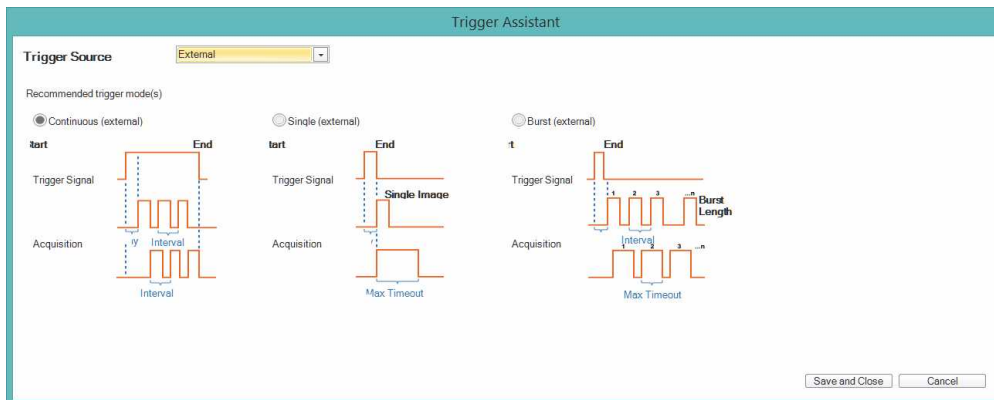 Trigger Assistant
Trigger Source
External
Recommended trigger mode(s)
Continuous (external)
Single (external)
Burst (external)
tart
End
Trigger Signal
Acquisition
Interval
Interval
tart
End
Trigger Signal
Single Image
Acquisition
Max Timeout
t
End
Trigger Signal
1 2 3 ...n
Burst
Length
Acquisition
Interval
1 2 3 ...n
Max Timeout
Save and Close
Cancel